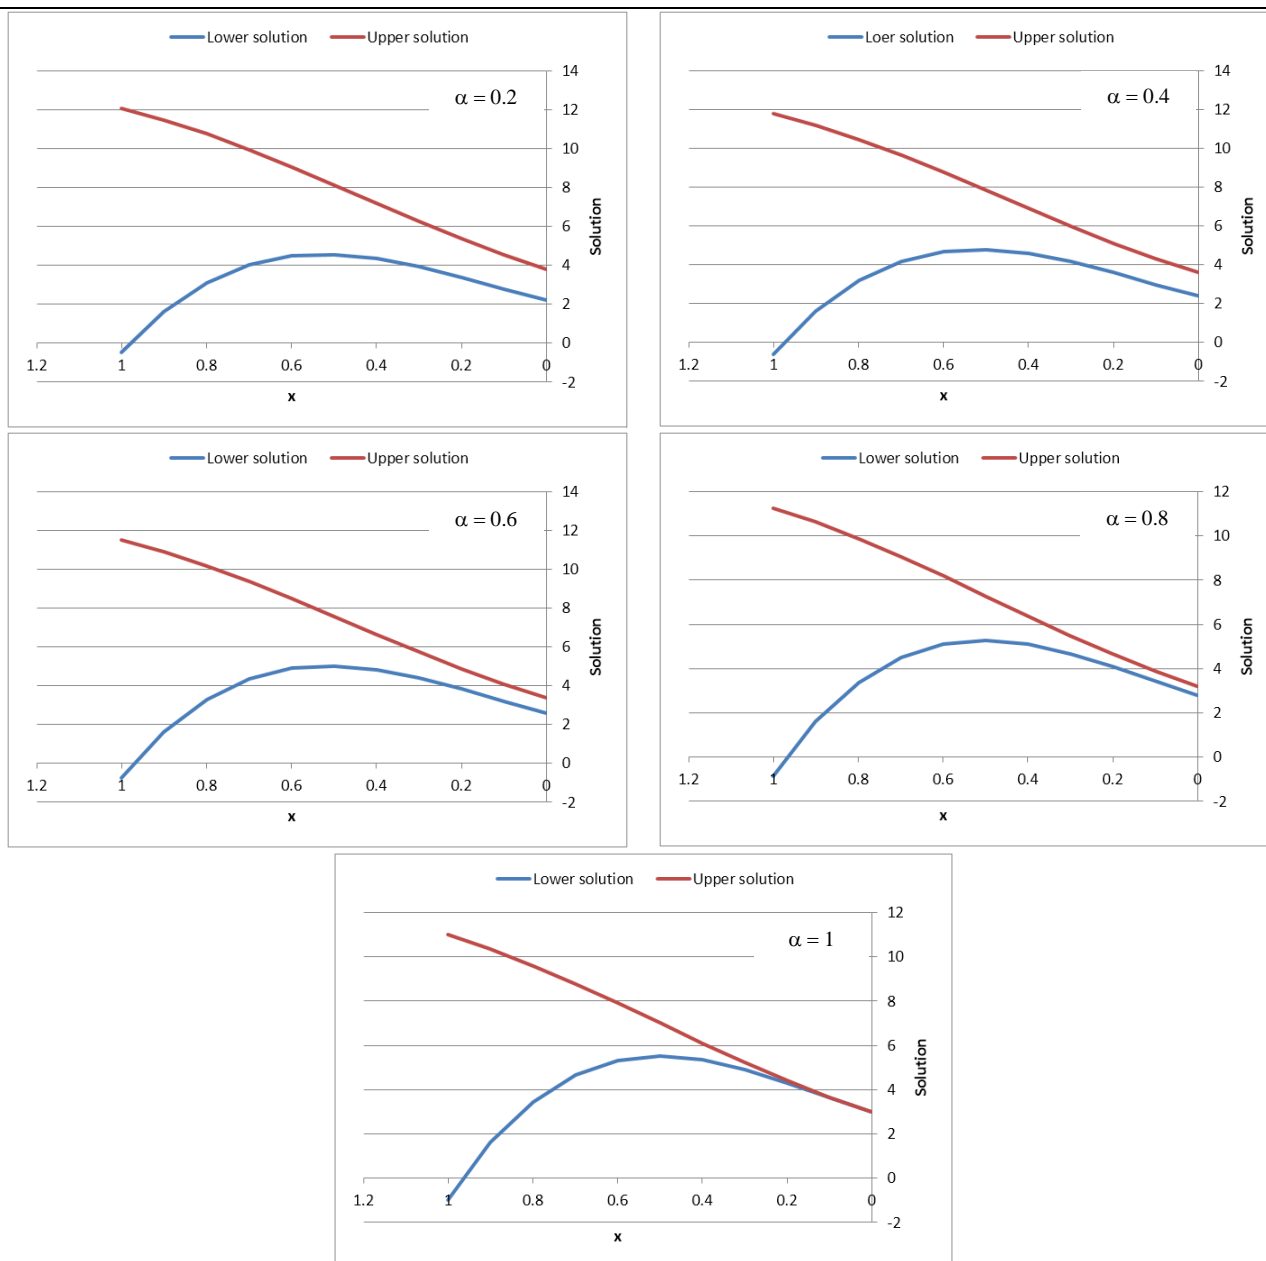 Lower solution Upper solution
α = 0.2
14
12
10
8
6
4
2
0
-2
Solution
1.2 1 0.8 0.6 0.4 0.2 0
x
Loer solution Upper solution
α = 0.4
14
12
10
8
6
4
2
0
-2
Solution
1.2 1 0.8 0.6 0.4 0.2 0
x
Lower solution Upper solution
α = 0.6
14
12
10
8
6
4
2
0
-2
Solution
1.2 1 0.8 0.6 0.4 0.2 0
x
Lower solution Upper solution
α = 0.8
12
10
8
6
4
2
0
-2
Solution
1.2 1 0.8 0.6 0.4 0.2 0
x
Lower solution Upper solution
α = 1
12
10
8
6
4
2
0
-2
Solution
1.2 1 0.8 0.6 0.4 0.2 0
x